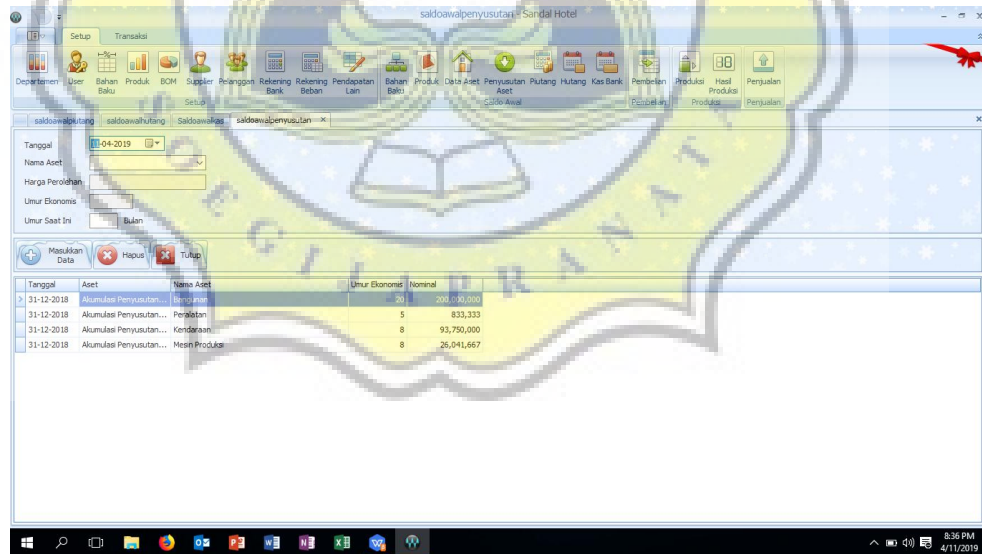 saldoawalpenyusutan - Sandal Hotel
Setup Transaksi
Departemen User Bahan Baku Produk BOM Supplier Pelanggan Rekening Bank Rekening Beban Pendapatan Lain Bahan Baku Produk Data Aset Penyusutan Aset Piutang Hutang Kas Bank Pembelian Produksi Hasil Produksi Penjualan
Setup Saldo Awal Pembelian Produksi Penjualan
saldoawalpiutang saldoawalhutang Saldoawalkas saldoawalpenyusutan ×
Tanggal -04-2019
Nama Aset
Harga Perolehan
Umur Ekonomis
Umur Saat Ini Bulan
Masukkan Data Hapus Tutup
Tanggal Aset Nama Aset Umur Ekonomis Nominal
31-12-2018 Akumulasi Penyusutan... Bangunan 20 200,000,000
31-12-2018 Akumulasi Penyusutan... Peralatan 5 833,333
31-12-2018 Akumulasi Penyusutan... Kendaraan 8 93,750,000
31-12-2018 Akumulasi Penyusutan... Mesin Produksi 8 26,041,667
SOEGIJAPRANATA
8:36 PM
4/11/2019